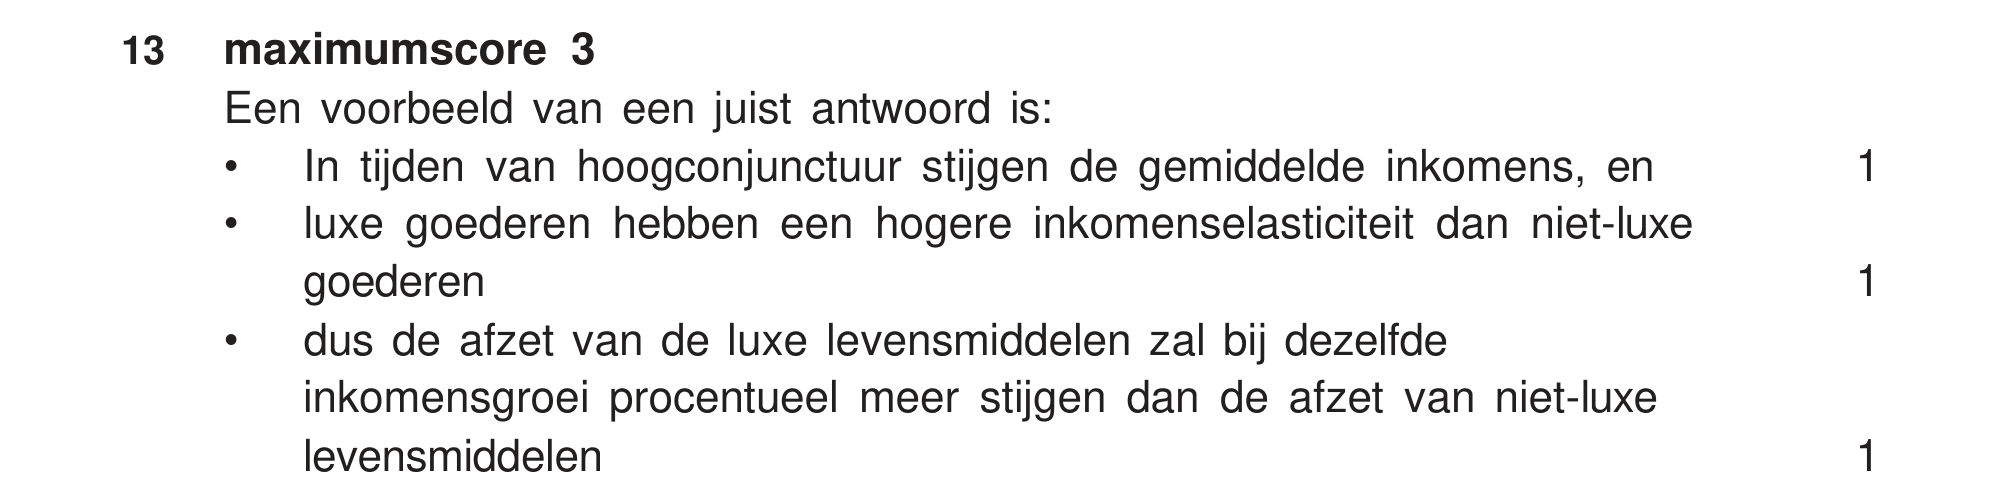 13 maximumscore 3
Een voorbeeld van een juist antwoord is:
• In tijden van hoogconjunctuur stijgen de gemiddelde inkomens, en 1
• luxe goederen hebben een hogere inkomenselasticiteit dan niet-luxe
goederen 1
• dus de afzet van de luxe levensmiddelen zal bij dezelfde
inkomensgroei procentueel meer stijgen dan de afzet van niet-luxe
levensmiddelen 1